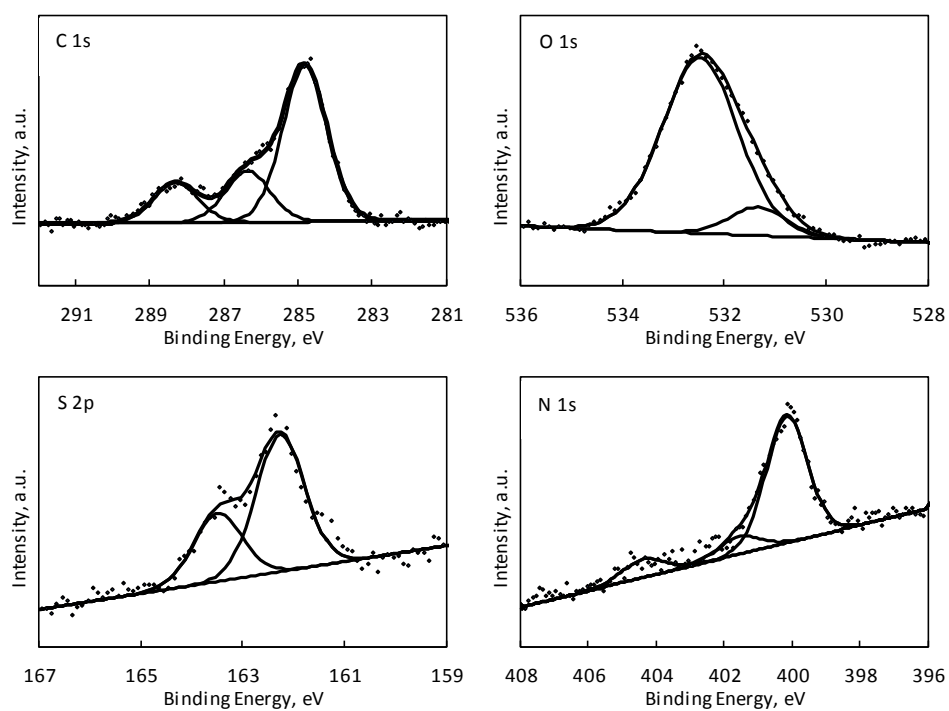 C 1s
Intensity, a.u.
291 289 287 285 283 281
Binding Energy, eV
O 1s
Intensity, a.u.
536 534 532 530 528
Binding Energy, eV
S 2p
Intensity, a.u.
167 165 163 161 159
Binding Energy, eV
N 1s
Intensity, a.u.
408 406 404 402 400 398 396
Binding Energy, eV